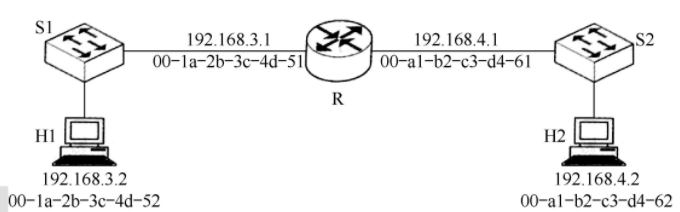 S1
192.168.3.1
00-1a-2b-3c-4d-51
R
192.168.4.1
00-a1-b2-c3-d4-61
S2
H1
192.168.3.2
00-1a-2b-3c-4d-52
H2
192.168.4.2
00-a1-b2-c3-d4-62